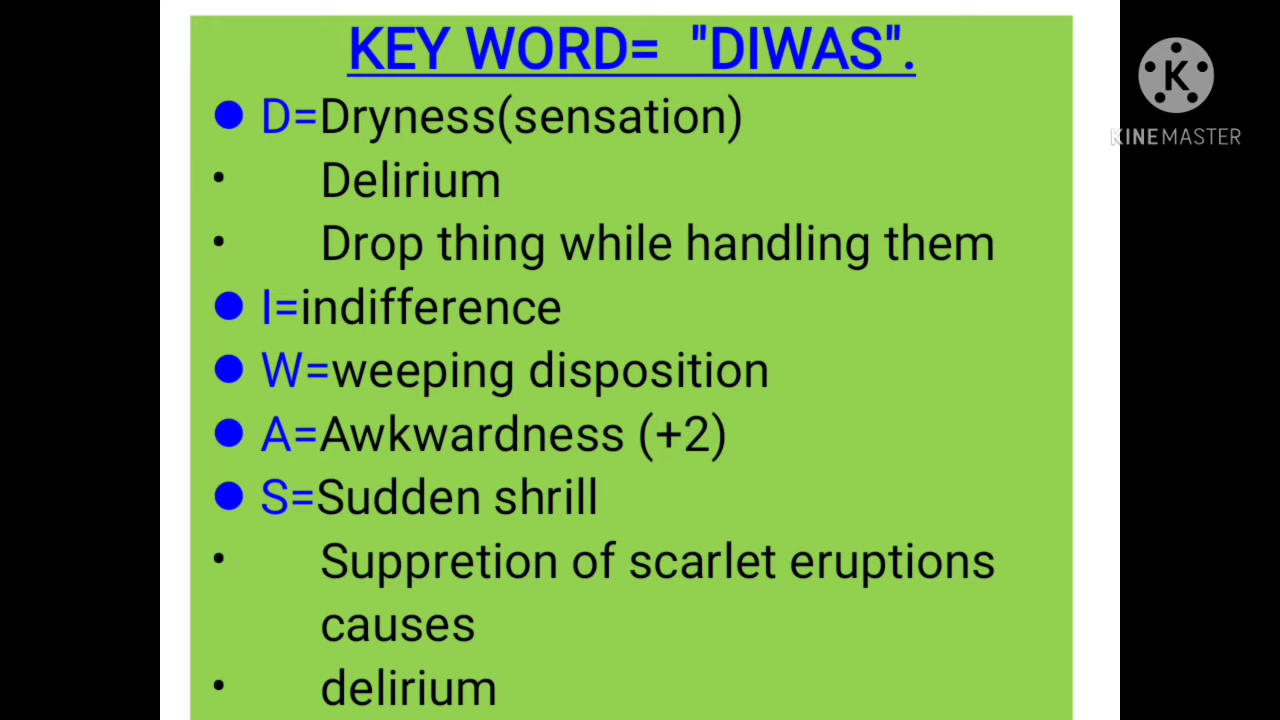 KEY WORD= "DIWAS".
● D=Dryness(sensation)
• Delirium
• Drop thing while handling them
● I=indifference
● W=weeping disposition
● A=Awkwardness (+2)
● S=Sudden shrill
• Suppretion of scarlet eruptions
causes
• delirium
K
KINEMASTER